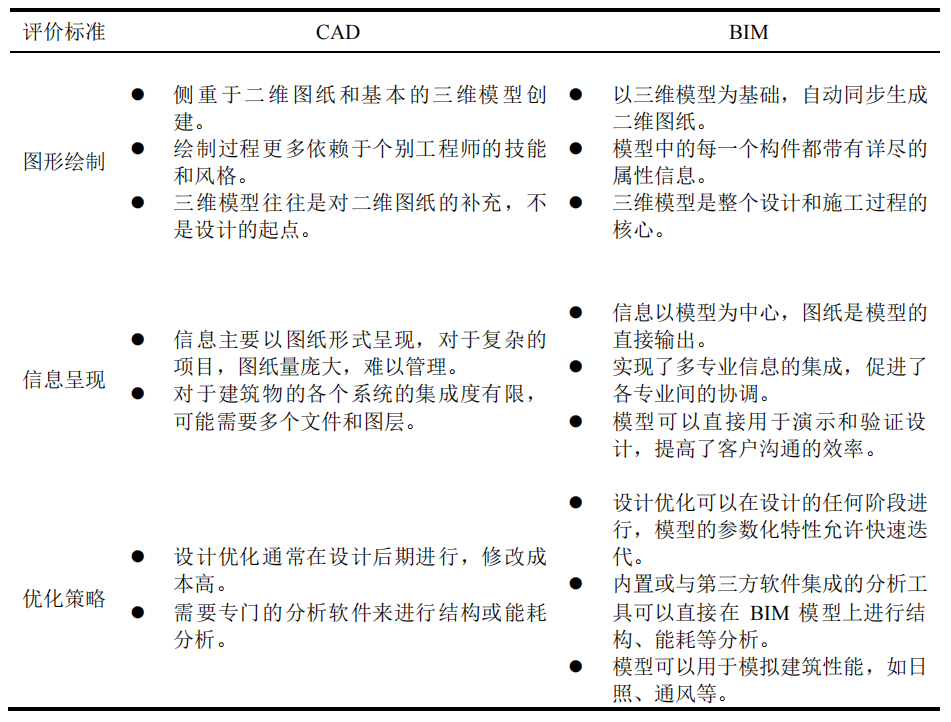 评价标准 CAD BIM
图形绘制
● 侧重于二维图纸和基本的三维模型创
建。
● 绘制过程更多依赖于个别工程师的技能
和风格。
● 三维模型往往是对二维图纸的补充，不
是设计的起点。
● 以三维模型为基础，自动同步生成
二维图纸。
● 模型中的每一个构件都带有详尽的
属性信息。
● 三维模型是整个设计和施工过程的
核心。
信息呈现
● 信息主要以图纸形式呈现，对于复杂的
项目，图纸量庞大，难以管理。
● 对于建筑物的各个系统的集成度有限，
可能需要多个文件和图层。
● 信息以模型为中心，图纸是模型的
直接输出。
● 实现了多专业信息的集成，促进了
各专业间的协调。
● 模型可以直接用于演示和验证设
计，提高了客户沟通的效率。
优化策略
● 设计优化通常在设计后期进行，修改成
本高。
● 需要专门的分析软件来进行结构或能耗
分析。
● 设计优化可以在设计的任何阶段进
行，模型的参数化特性允许快速迭
代。
● 内置或与第三方软件集成的分析工
具可以直接在 BIM 模型上进行结
构、能耗等分析。
● 模型可以用于模拟建筑性能，如日
照、通风等。